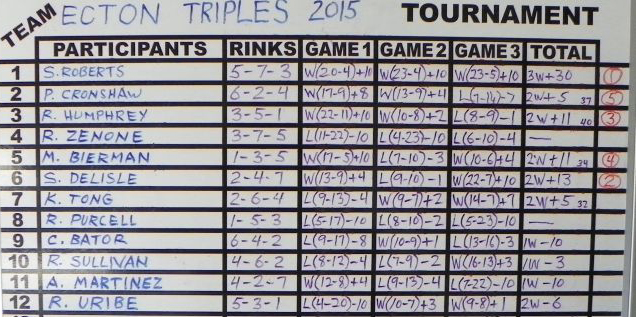 TEAM ECTON TRIPLES 2015 TOURNAMENT
PARTICIPANTS RINKS GAME 1 GAME 2 GAME 3 TOTAL
1 S. ROBERTS 5-7-3 W(20-4)+10 W(23-4)+10 W(23-5)+10 3W+30 1
2 P. CRONSHAW 6-2-4 W(17-9)+8 W(13-9)+4 L(7-14)-7 2W+5 37 5
3 R. HUMPHREY 3-5-1 W(22-11)+10 W(10-8)+2 L(8-9)-1 2W+11 40 3
4 R. ZENONE 3-7-5 L(11-22)-10 L(4-23)-10 L(6-10)-4 —
5 M. BIERMAN 1-3-5 W(17-5)+10 L(7-10)-3 W(10-6)+4 2W+11 34 4
6 S. DELISLE 2-4-7 W(13-9)+4 L(9-10)-1 W(22-7)+10 2W+13 2
7 K. TONG 2-6-4 L(9-13)-4 W(9-7)+2 W(14-7)+7 2W+5 32
8 R. PURCELL 1-5-3 L(5-17)-10 L(8-10)-2 L(5-23)-10 —
9 C. BATOR 6-4-2 L(9-17)-8 W(10-9)+1 L(13-16)-3 1W-10
10 R. SULLIVAN 4-6-2 L(8-12)-4 L(7-9)-2 W(16-13)+3 1W-3
11 A. MARTINEZ 4-2-7 W(12-8)+4 L(9-13)-4 L(7-22)-10 1W-10
12 R. URIBE 5-3-1 L(4-20)-10 W(10-7)+3 W(9-8)+1 2W-6